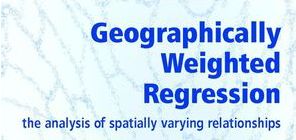 Geographically
Weighted
Regression
the analysis of spatially varying relationships